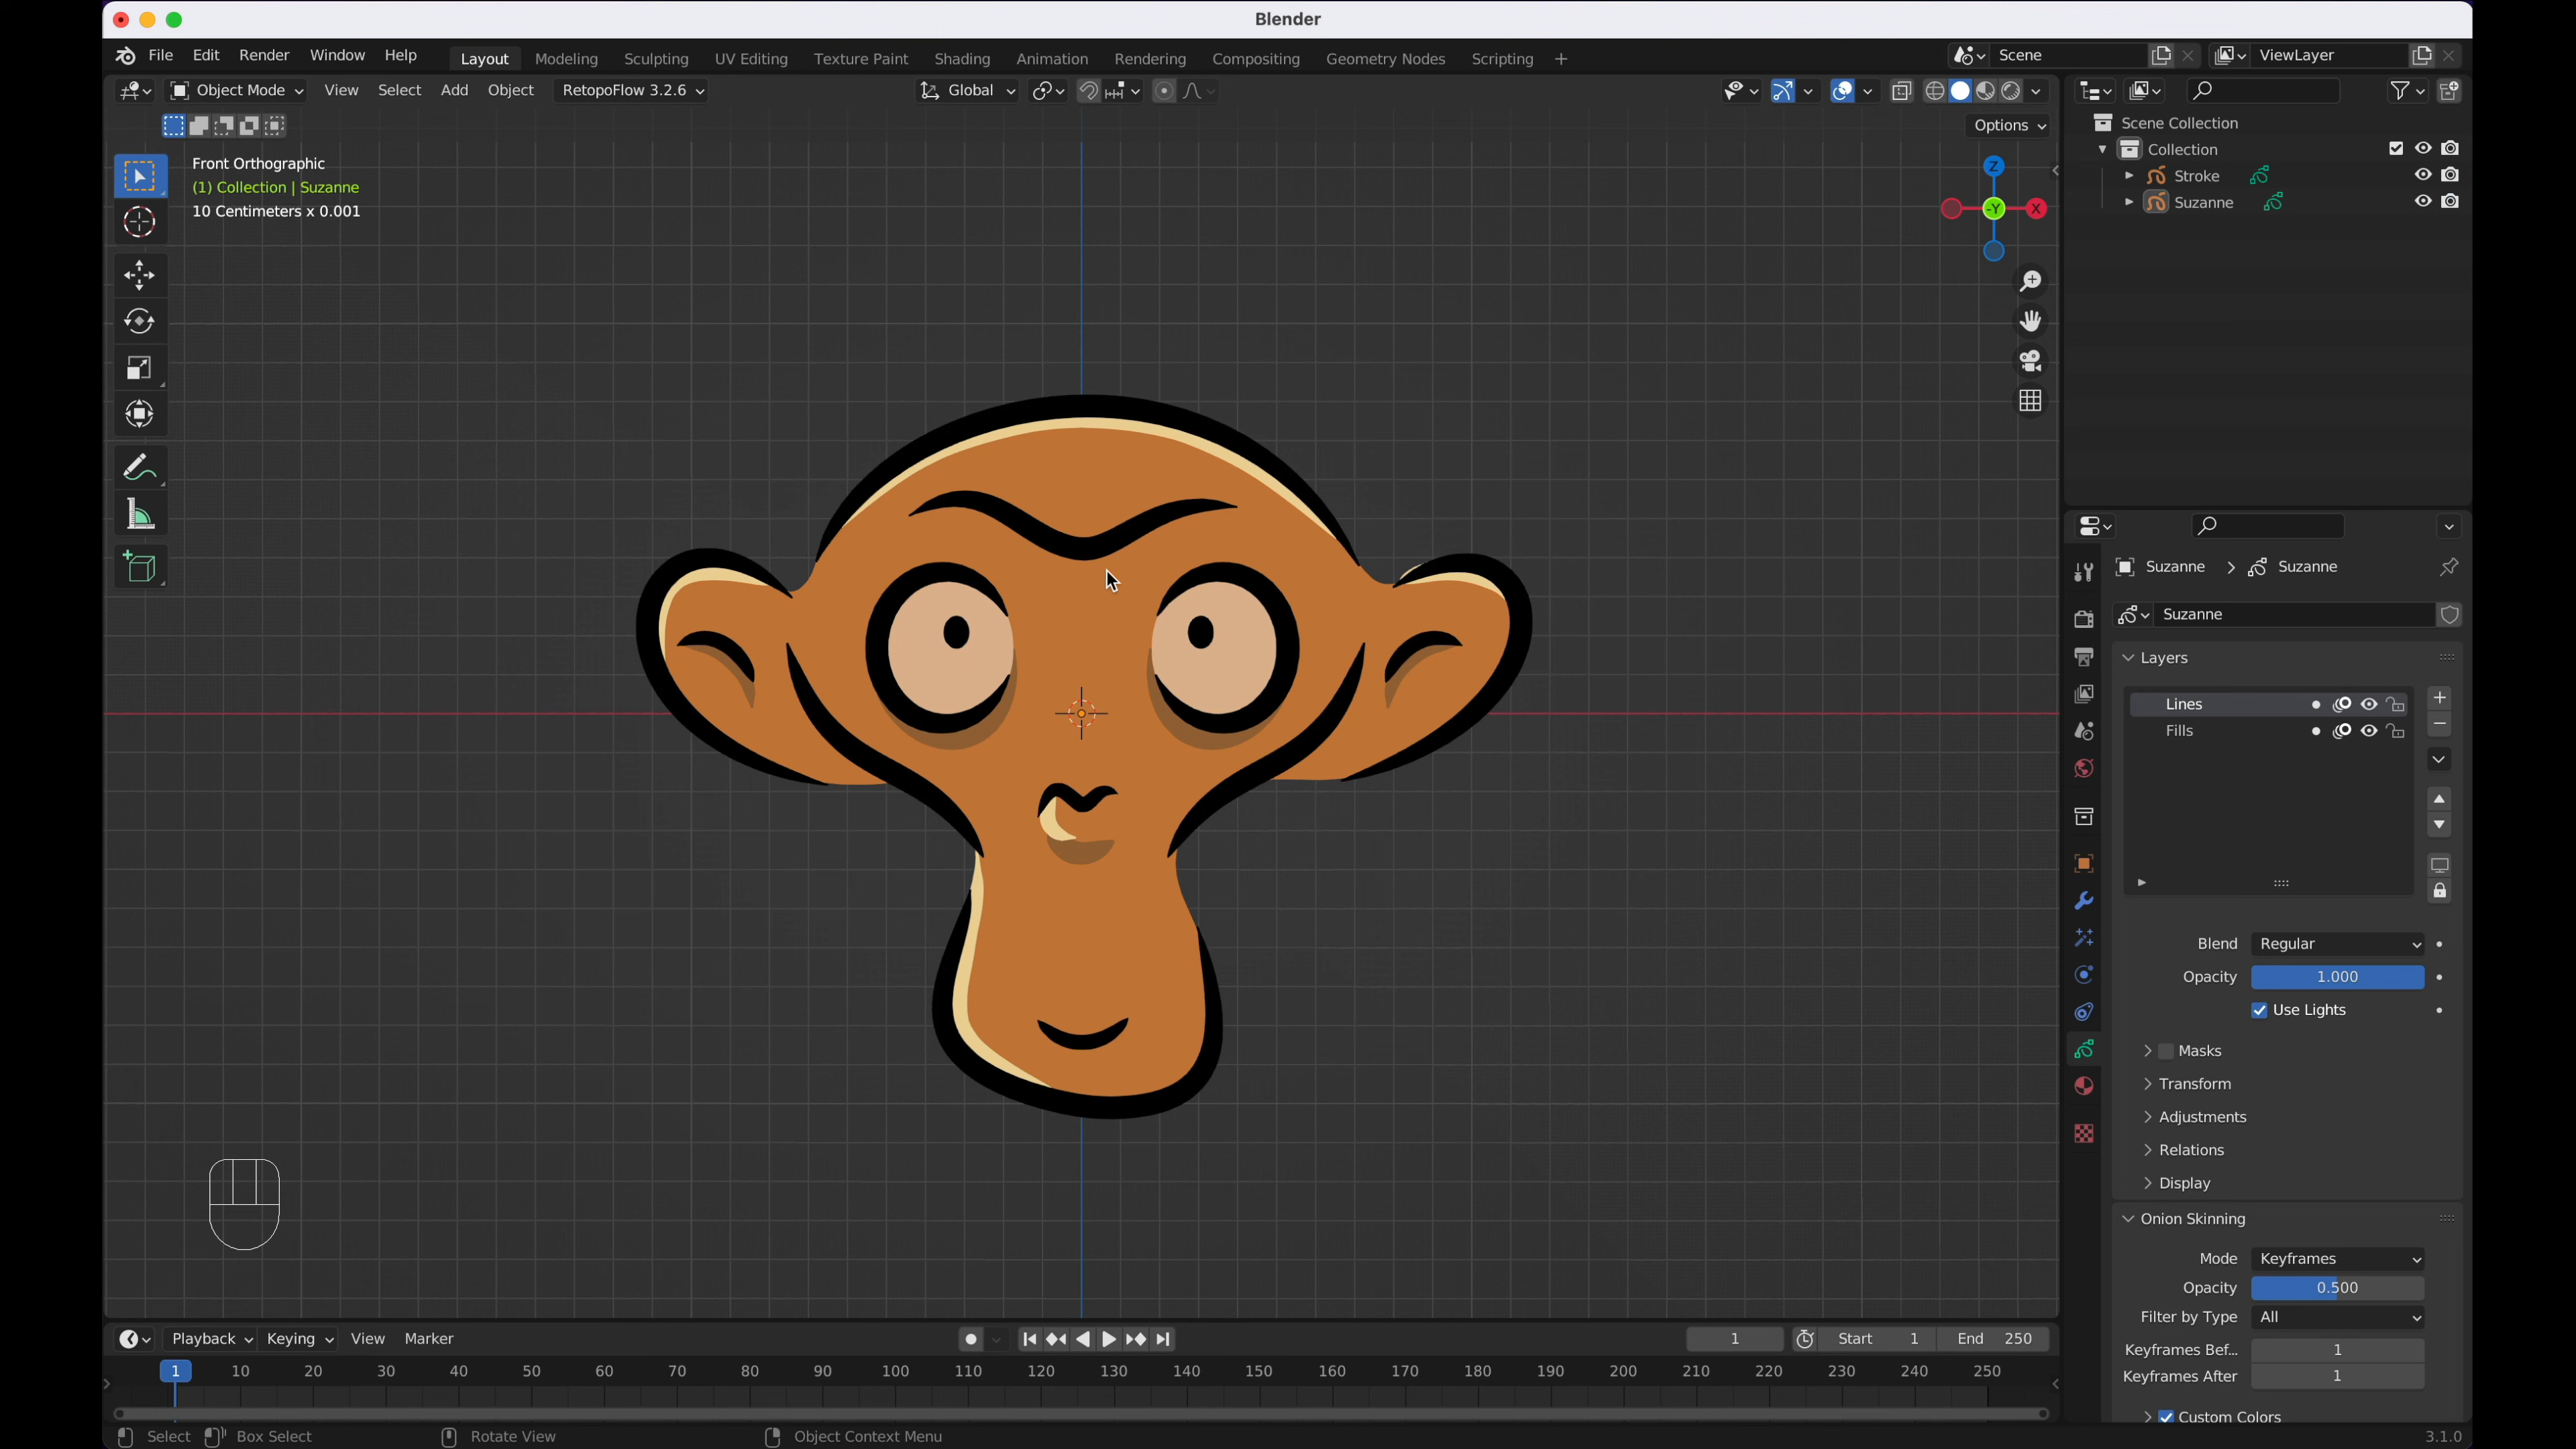 Blender
File Edit Render Window Help Layout Modeling Sculpting UV Editing Texture Paint Shading Animation Rendering Compositing Geometry Nodes Scripting + Scene ViewLayer
Object Mode View Select Add Object RetopoFlow 3.2.6 Global
Options
Front Orthographic
(1) Collection | Suzanne
10 Centimeters x 0.001
Z
-Y X
Scene Collection
Collection
Stroke
Suzanne
Suzanne > Suzanne
Suzanne
Layers
Lines
Fills
Blend Regular
Opacity 1.000
Use Lights
Masks
Transform
Adjustments
Relations
Display
Onion Skinning
Mode Keyframes
Opacity 0.500
Filter by Type All
Keyframes Bef... 1
Keyframes After 1
Custom Colors
Playback Keying View Marker 1 Start 1 End 250
1 10 20 30 40 50 60 70 80 90 100 110 120 130 140 150 160 170 180 190 200 210 220 230 240 250
Select Box Select Rotate View Object Context Menu 3.1.0